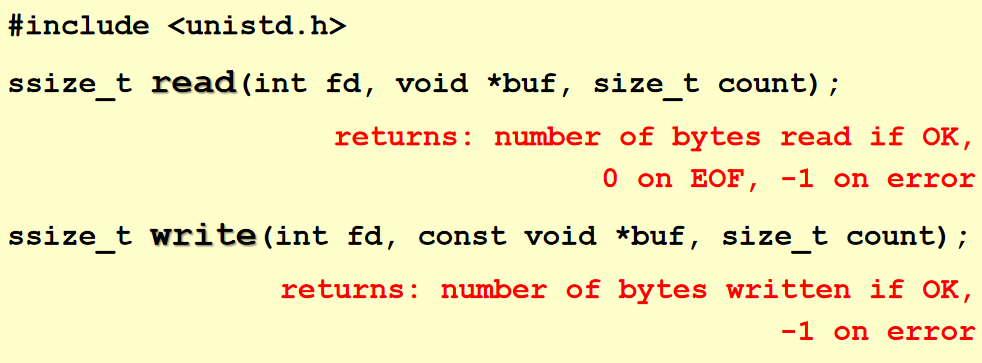 #include <unistd.h>
ssize_t read(int fd, void *buf, size_t count);
returns: number of bytes read if OK,
0 on EOF, -1 on error
ssize_t write(int fd, const void *buf, size_t count);
returns: number of bytes written if OK,
-1 on error